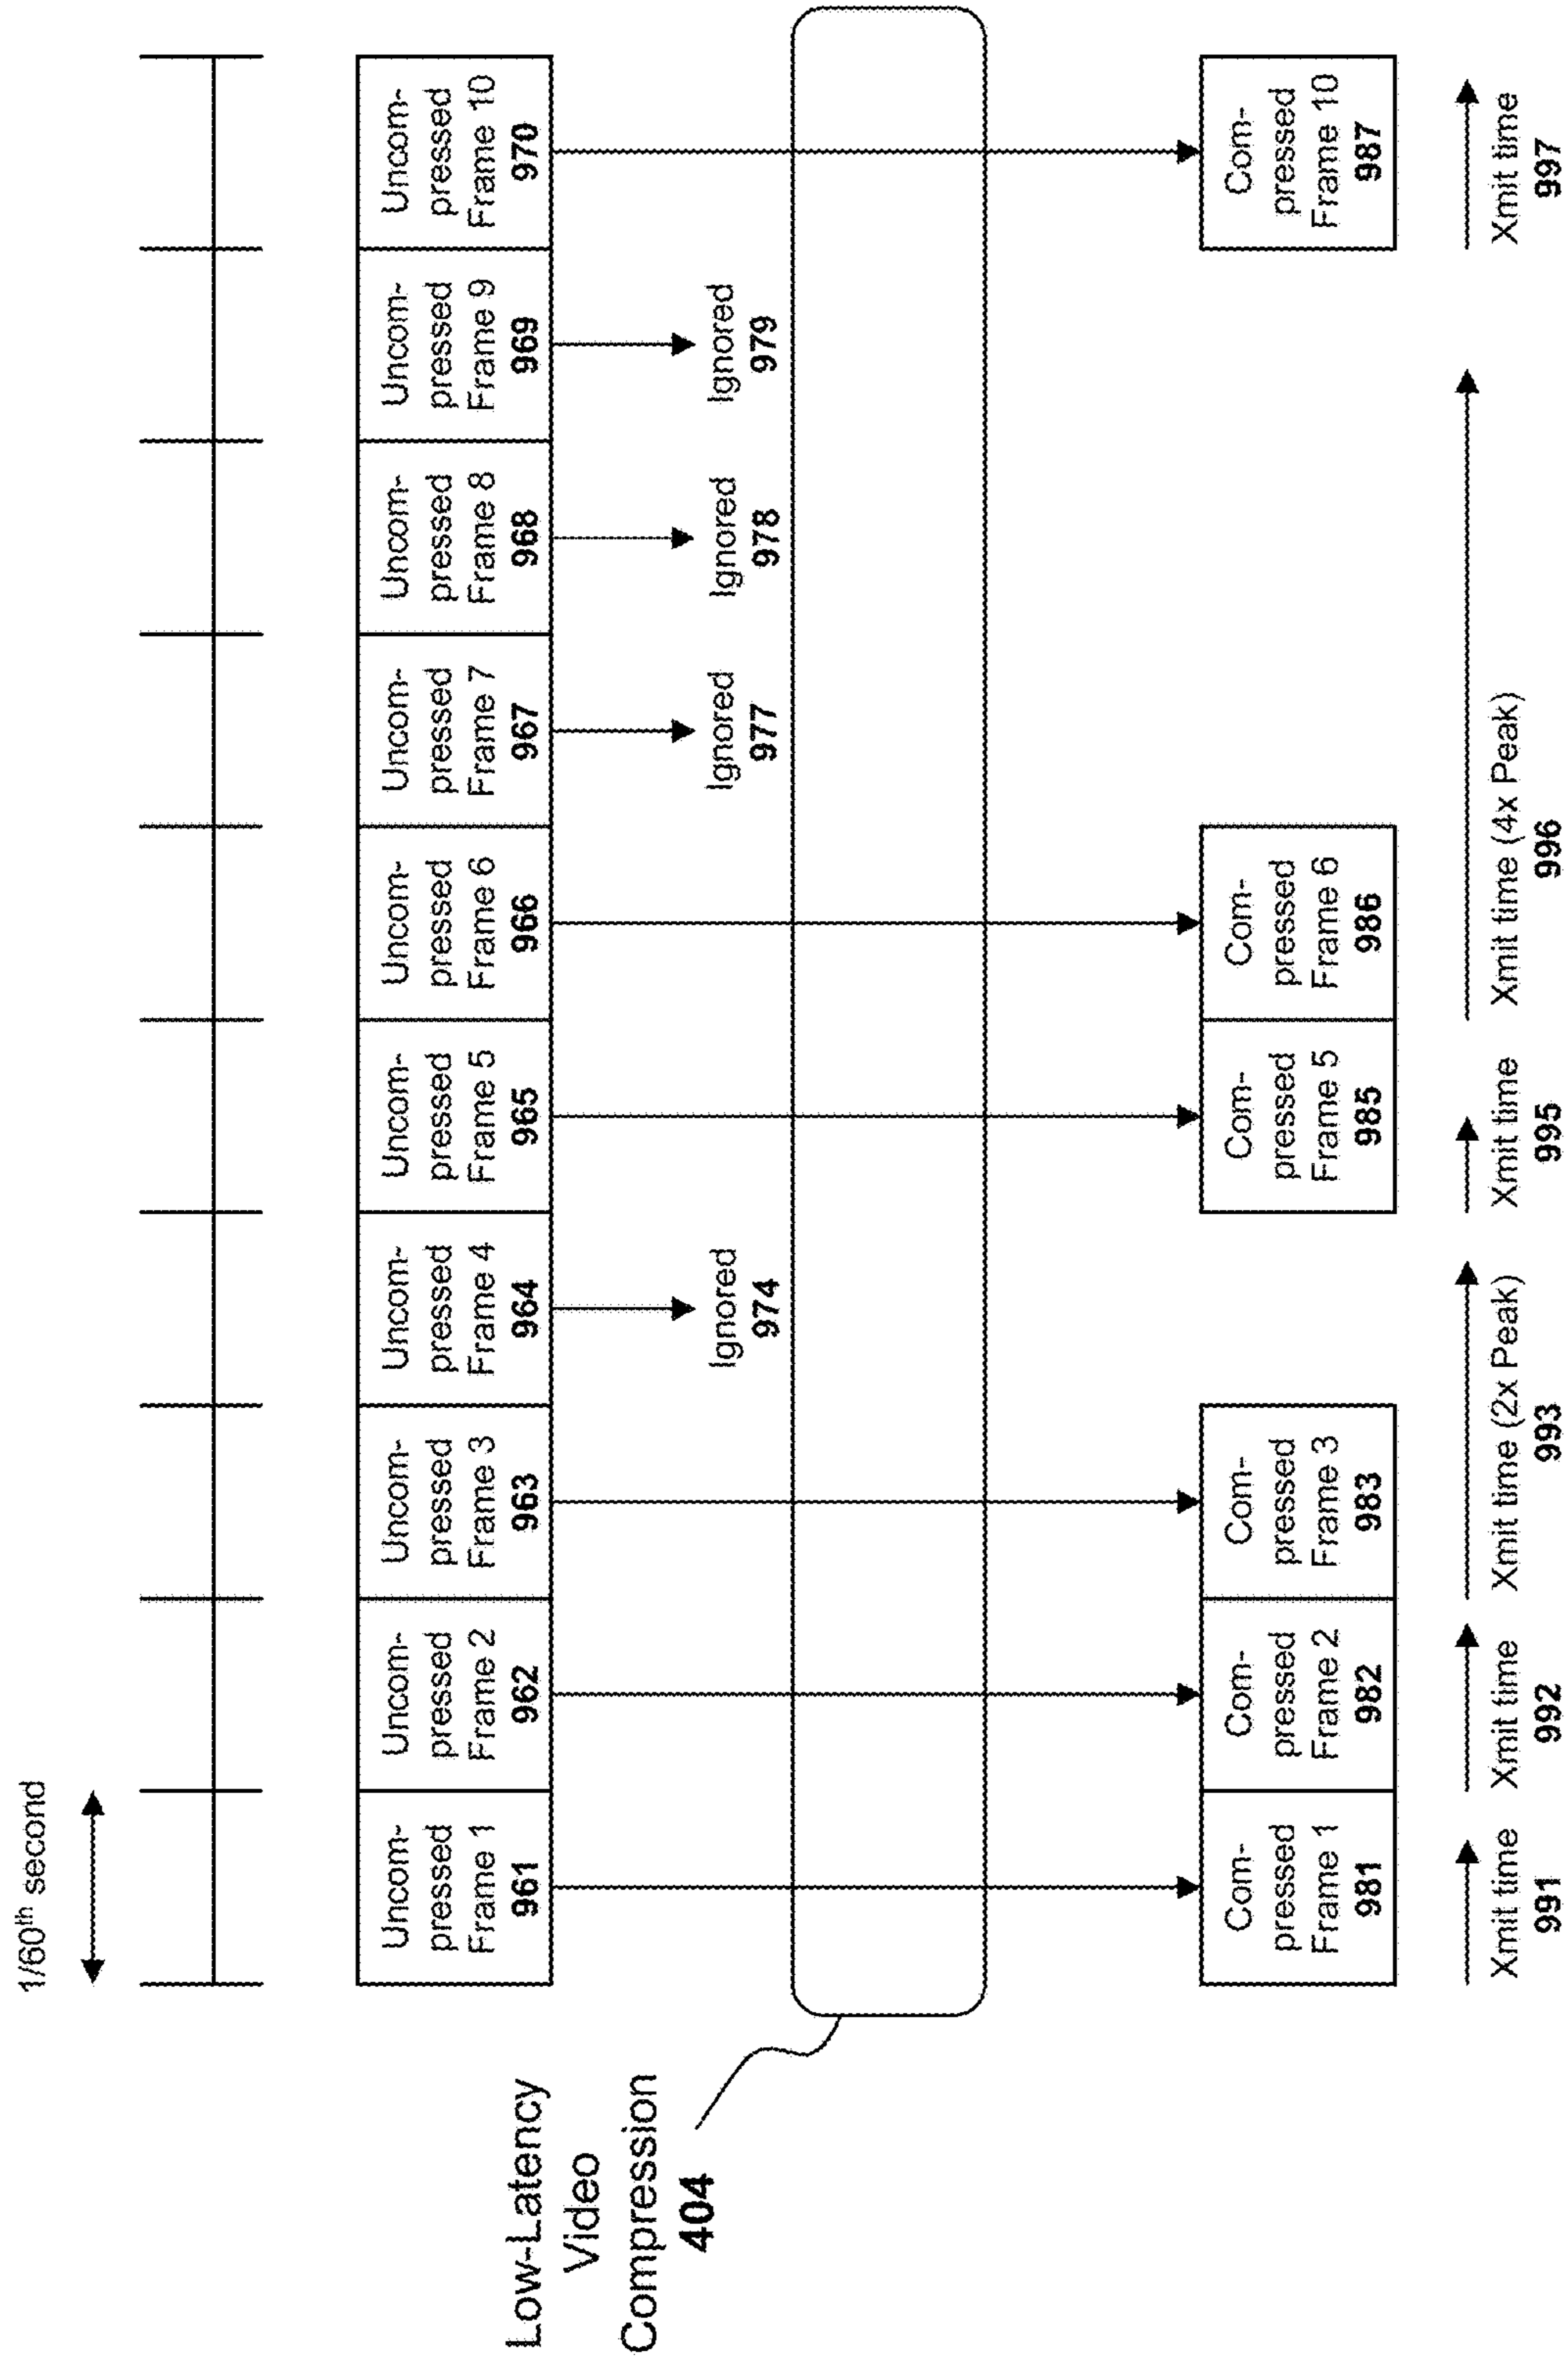 1/60th second
Uncom-
pressed
Frame 1
961
Uncom-
pressed
Frame 2
962
Uncom-
pressed
Frame 3
963
Uncom-
pressed
Frame 4
964
Uncom-
pressed
Frame 5
965
Uncom-
pressed
Frame 6
966
Uncom-
pressed
Frame 7
967
Uncom-
pressed
Frame 8
968
Uncom-
pressed
Frame 9
969
Uncom-
pressed
Frame 10
970
Ignored
974
Ignored
977
Ignored
978
Ignored
979
Low-Latency
Video
Compression
404
Com-
pressed
Frame 1
981
Com-
pressed
Frame 2
982
Com-
pressed
Frame 3
983
Com-
pressed
Frame 5
985
Com-
pressed
Frame 6
986
Com-
pressed
Frame 10
987
Xmit time
991
Xmit time
992
Xmit time (2x Peak)
993
Xmit time
995
Xmit time (4x Peak)
996
Xmit time
997